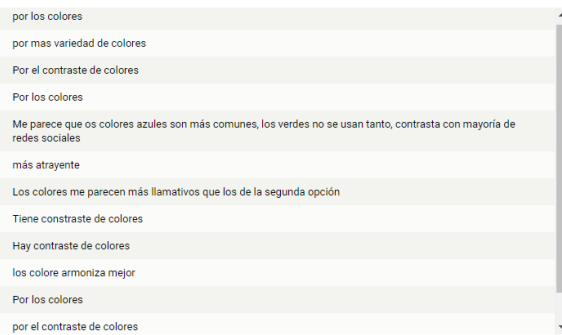 por los colores
por mas variedad de colores
Por el contraste de colores
Por los colores
Me parece que os colores azules son más comunes, los verdes no se usan tanto, contrasta con mayoría de
redes sociales
más atrayente
Los colores me parecen más llamativos que los de la segunda opción
Tiene constraste de colores
Hay contraste de colores
los colore armoniza mejor
Por los colores
por el contraste de colores